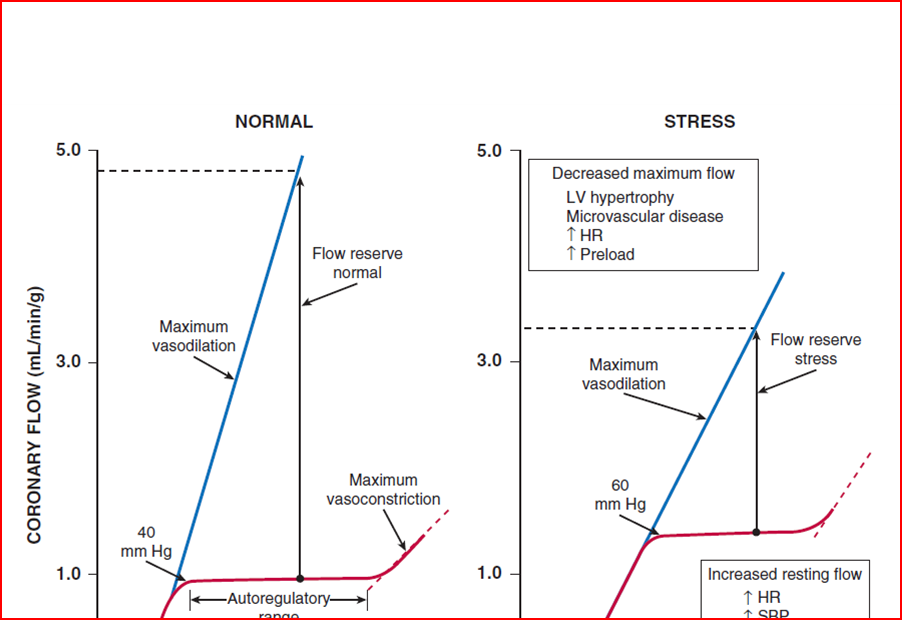 NORMAL
5.0
3.0
1.0
CORONARY FLOW (mL/min/g)
Flow reserve
normal
Maximum
vasodilation
Maximum
vasoconstriction
40
mm Hg
Autoregulatory
range
STRESS
5.0
3.0
1.0
Decreased maximum flow
LV hypertrophy
Microvascular disease
↑ HR
↑ Preload
Flow reserve
stress
Maximum
vasodilation
60
mm Hg
Increased resting flow
↑ HR
↑ SBP